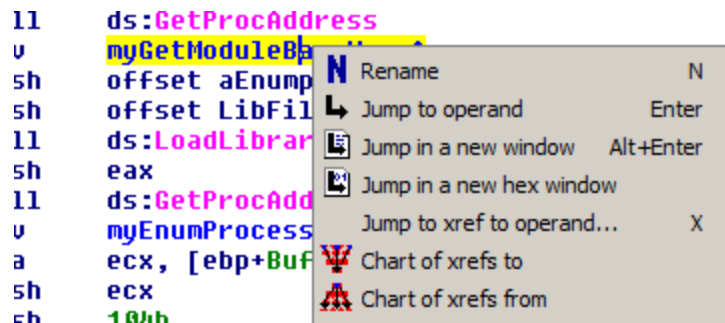 ll ds:GetProcAddress
v myGetModuleBa
sh offset aEnump
sh offset LibFil
ll ds:LoadLibrar
sh eax
ll ds:GetProcAdd
v myEnumProcess
a ecx, [ebp+Buf
sh ecx
sh 104h
Rename N
Jump to operand Enter
Jump in a new window Alt+Enter
Jump in a new hex window
Jump to xref to operand... X
Chart of xrefs to
Chart of xrefs from